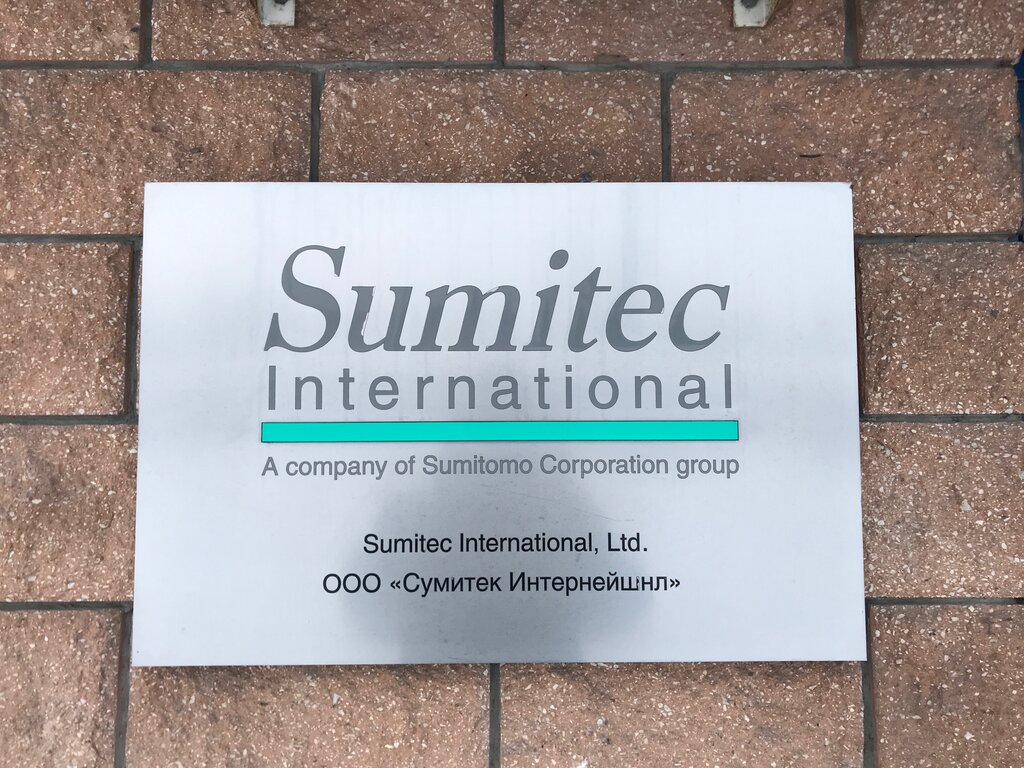 Sumitec
International
A company of Sumitomo Corporation group
Sumitec International, Ltd.
ООО «Сумитек Интернейшнл»